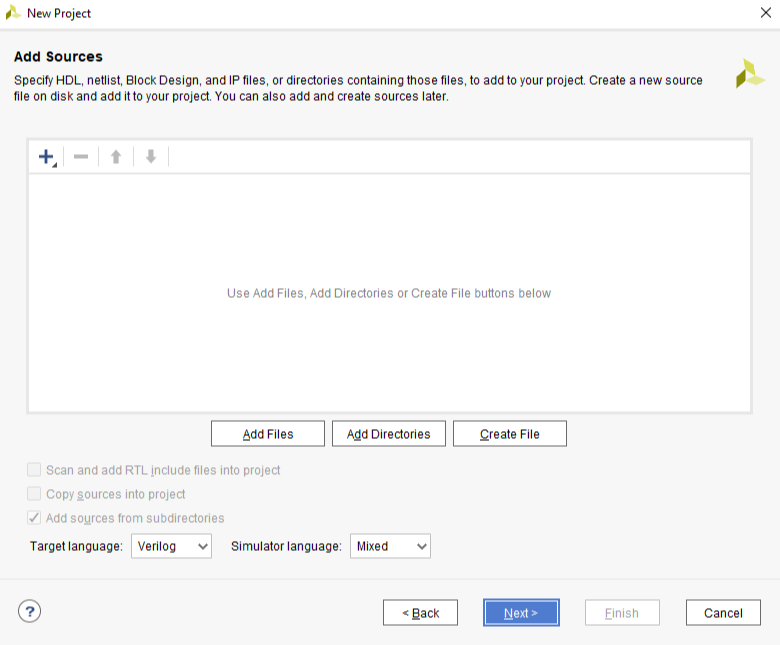 New Project
Add Sources
Specify HDL, netlist, Block Design, and IP files, or directories containing those files, to add to your project. Create a new source
file on disk and add it to your project. You can also add and create sources later.
Use Add Files, Add Directories or Create File buttons below
Add Files
Add Directories
Create File
Scan and add RTL include files into project
Copy sources into project
Add sources from subdirectories
Target language: Verilog Simulator language: Mixed
? < Back Next > Finish Cancel